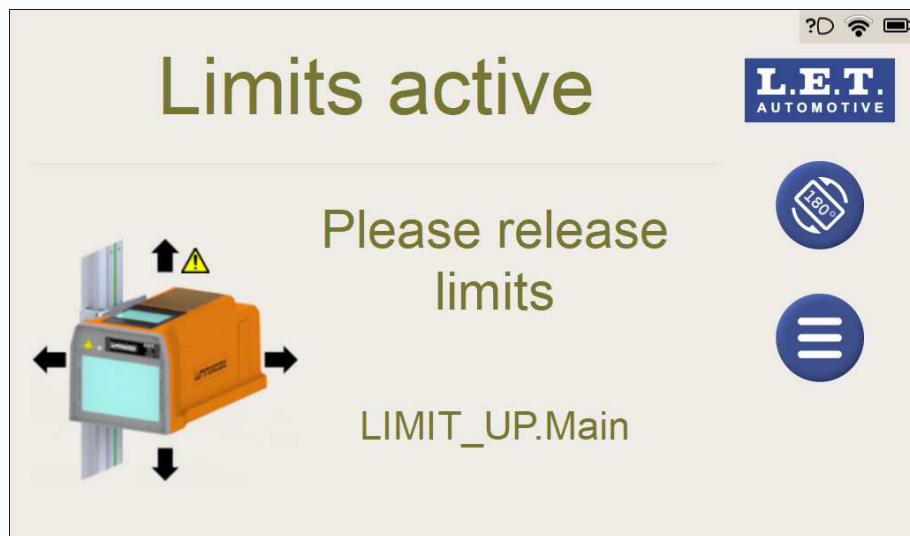 ?D
Limits active
L.E.T.
AUTOMOTIVE
180°
Please release
limits
LIMIT_UP.Main